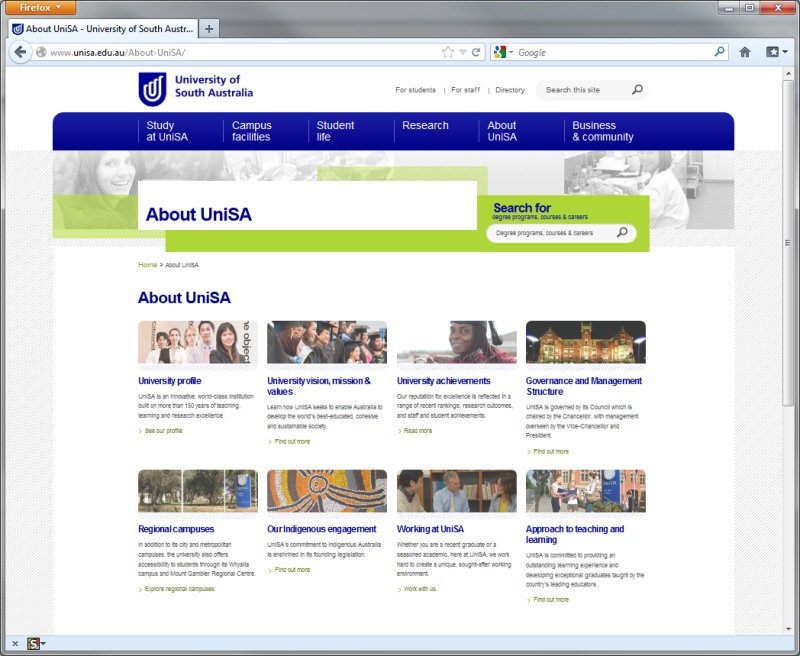 Firefox
About UniSA - University of South Austr...
www.unisa.edu.au/About-UniSA/
Google
University of
South Australia
For students | For staff | Directory
Search this site
Study
at UniSA
Campus
facilities
Student
life
Research
About
UniSA
Business
& community
About UniSA
Search for
degree programs, courses & careers
Degree programs, courses & careers
Home > About UniSA
About UniSA
University profile
UniSA is an innovative, world-class institution
built on more than 150 years of teaching,
learning and research excellence.
See our profile
University vision, mission &
values
Learn how UniSA seeks to enable Australia to
develop the world's best-educated, cohesive
and sustainable society.
Find out more
University achievements
Our reputation for excellence is reflected in a
range of recent rankings, research outcomes,
and staff and student achievements.
Read more
Governance and Management
Structure
UniSA is governed by its Council which is
chaired by the Chancellor, with management
overseen by the Vice-Chancellor and
President.
Find out more
Regional campuses
In addition to its city and metropolitan
campuses, the university also offers
accessibility to students through its Whyalla
campus and Mount Gambier Regional Centre.
Explore regional campuses
Our Indigenous engagement
UniSA's commitment to Indigenous Australia
is enshrined in its founding legislation.
Find out more
Working at UniSA
Whether you are a recent graduate or a
seasoned academic, here at UniSA, we work
hard to create a unique, sought-after working
environment.
Work with us
Approach to teaching and
learning
UniSA is committed to providing an
outstanding learning experience and
developing exceptional graduates taught by the
country's leading educators.
Find out more